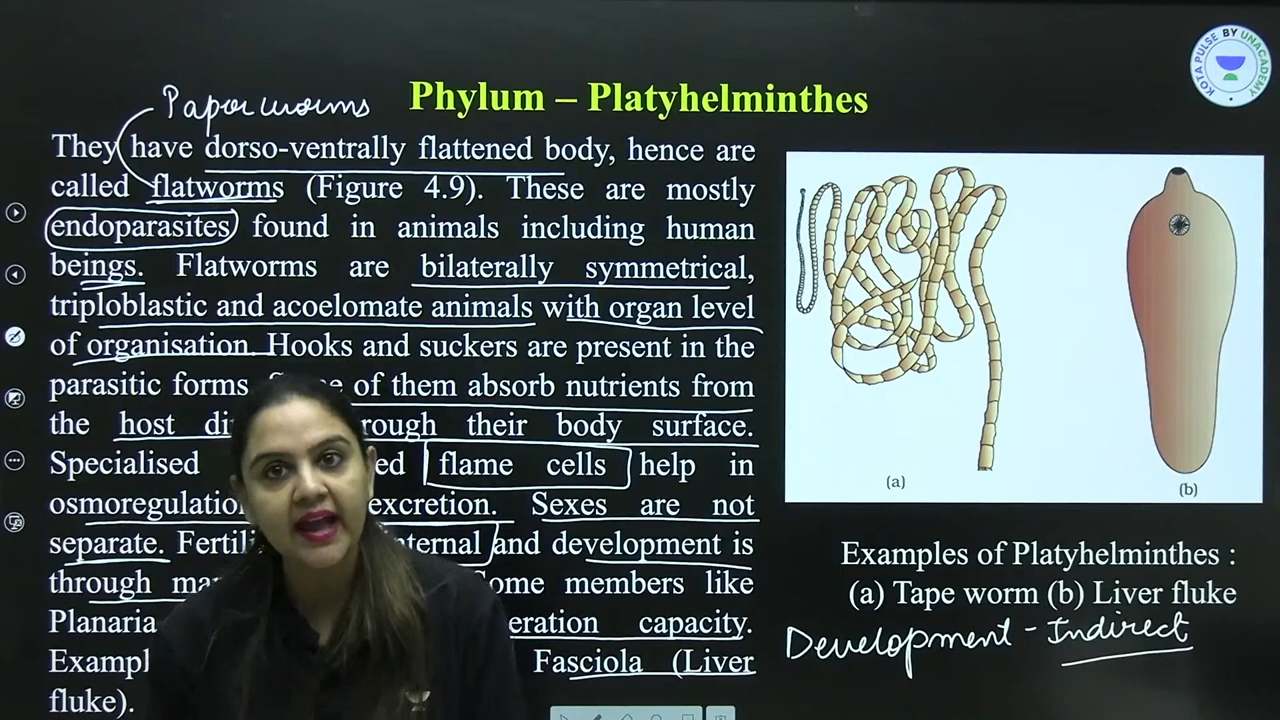 KOTA PULSE BY UNACADEMY
Paper worms
Phylum – Platyhelminthes
They have dorso-ventrally flattened body, hence are
called flatworms (Figure 4.9). These are mostly
endoparasites found in animals including human
beings. Flatworms are bilaterally symmetrical,
triploblastic and acoelomate animals with organ level
of organisation. Hooks and suckers are present in the
parasitic forms of them absorb nutrients from
the host their body surface.
Specialised flame cells help in
excretion. Sexes are not
separate. and development is
through Some members like
Planaria capacity.
Fasciola (Liver
fluke).
(a)
(b)
Examples of Platyhelminthes :
(a) Tape worm (b) Liver fluke
Development - Indirect